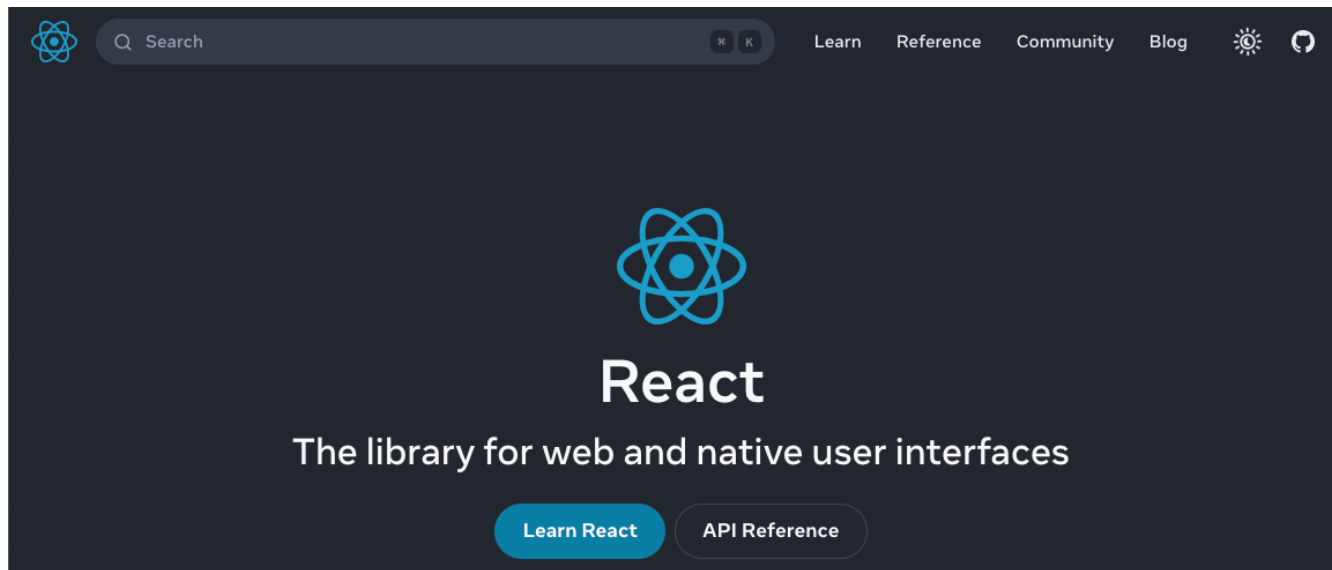 Search ⌘ K Learn Reference Community Blog
React
The library for web and native user interfaces
Learn React API Reference